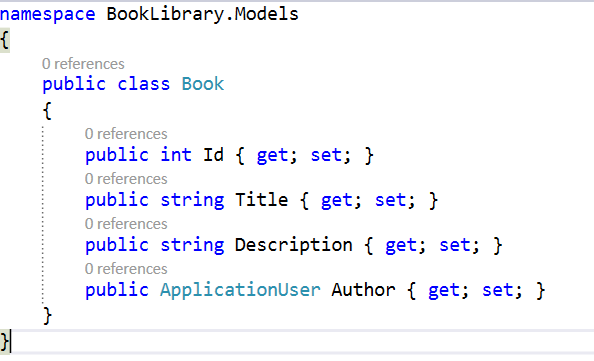 namespace BookLibrary.Models
{
0 references
public class Book
{
0 references
public int Id { get; set; }
0 references
public string Title { get; set; }
0 references
public string Description { get; set; }
0 references
public ApplicationUser Author { get; set; }
}
}